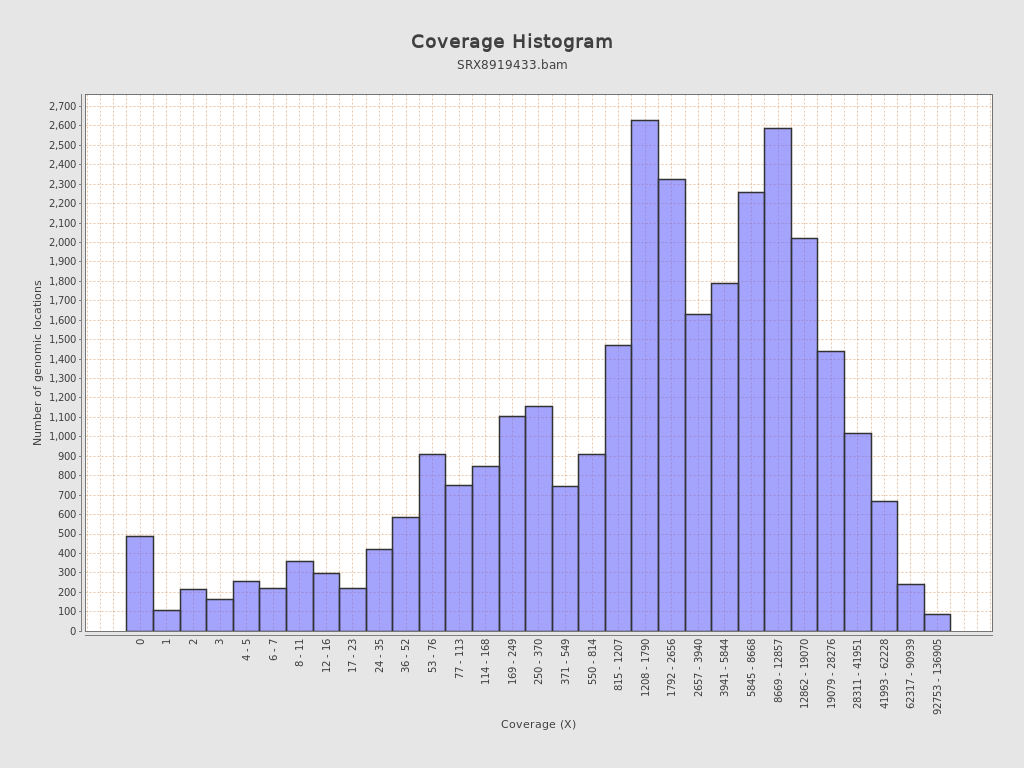 Coverage Histogram
SRX8919433.bam
Number of genomic locations
2,700
2,600
2,500
2,400
2,300
2,200
2,100
2,000
1,900
1,800
1,700
1,600
1,500
1,400
1,300
1,200
1,100
1,000
900
800
700
600
500
400
300
200
100
0
0
1
2
3
4 - 5
6 - 7
8 - 11
12 - 16
17 - 23
24 - 35
36 - 52
53 - 76
77 - 113
114 - 168
169 - 249
250 - 370
371 - 549
550 - 814
815 - 1207
1208 - 1790
1792 - 2656
2657 - 3940
3941 - 5844
5845 - 8668
8669 - 12857
12862 - 19070
19079 - 28276
28311 - 41951
41993 - 62228
62317 - 90939
92753 - 136905
Coverage (X)